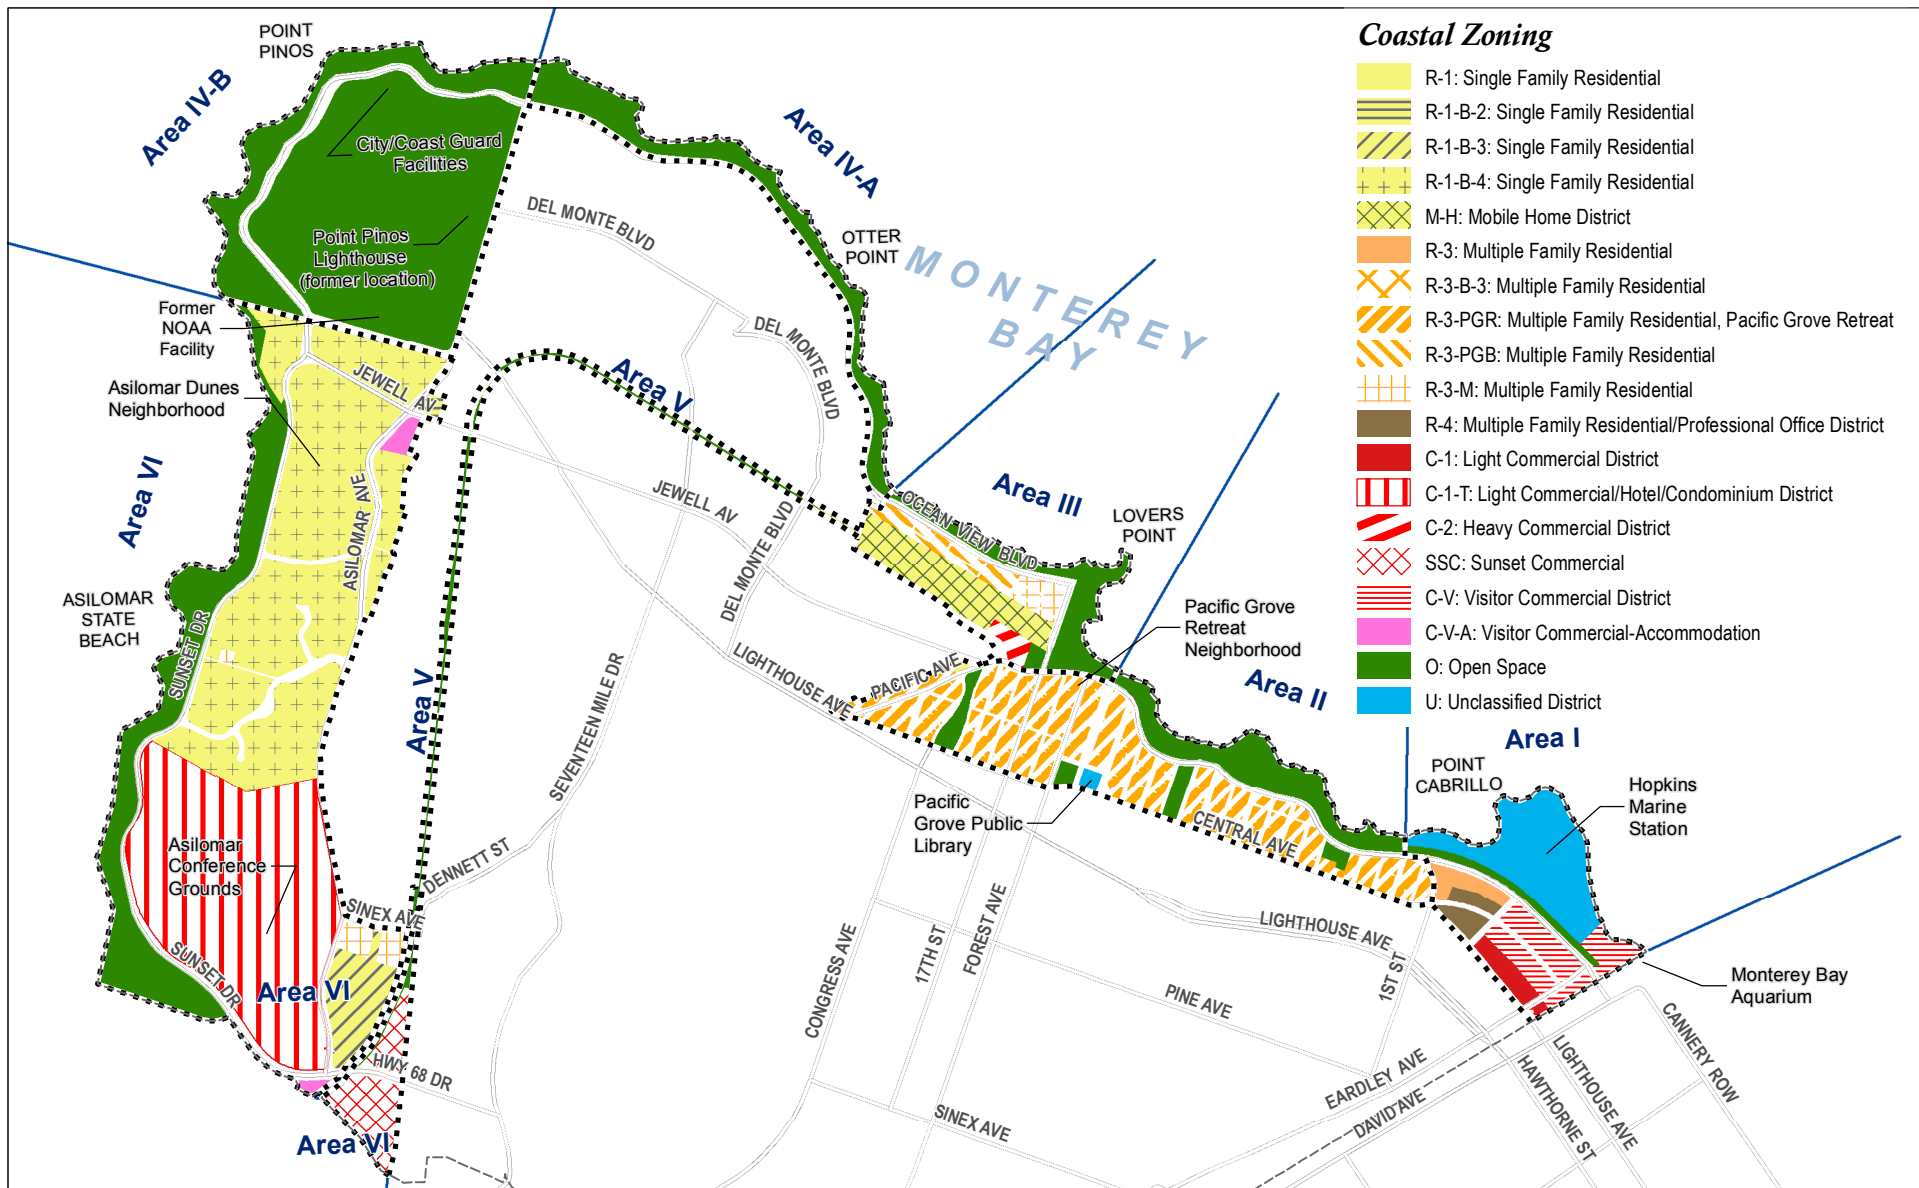 Coastal Zoning
R-1: Single Family Residential
R-1-B-2: Single Family Residential
R-1-B-3: Single Family Residential
R-1-B-4: Single Family Residential
M-H: Mobile Home District
R-3: Multiple Family Residential
R-3-B-3: Multiple Family Residential
R-3-PGR: Multiple Family Residential, Pacific Grove Retreat
R-3-PGB: Multiple Family Residential
R-3-M: Multiple Family Residential
R-4: Multiple Family Residential/Professional Office District
C-1: Light Commercial District
C-1-T: Light Commercial/Hotel/Condominium District
C-2: Heavy Commercial District
SSC: Sunset Commercial
C-V: Visitor Commercial District
C-V-A: Visitor Commercial-Accommodation
O: Open Space
U: Unclassified District
POINT
PINOS
Area IV-B
City/Coast Guard
Facilities
Area IV-A
Point Pinos
Lighthouse
(former location)
DEL MONTE BLVD
OTTER
POINT
MONTEREY
BAY
Former
NOAA
Facility
DEL MONTE BLVD
Asilomar Dunes
Neighborhood
JEWELL AV
Area V
Area VI
ASILOMAR AVE
JEWELL AV
DEL MONTE BLVD
OCEAN VIEW BLVD
Area III
LOVERS
POINT
ASILOMAR
STATE
BEACH
SUNSET DR
Pacific Grove
Retreat
Neighborhood
LIGHTHOUSE AVE
PACIFIC AVE
Area II
Area V
SEVENTEEN MILE DR
Area I
POINT
CABRILLO
Hopkins
Marine
Station
Pacific
Grove Public
Library
CENTRAL AVE
Asilomar
Conference
Grounds
DENNETT ST
SINEX AVE
SUNSET DR
Area VI
CONGRESS AVE
17TH ST
FOREST AVE
LIGHTHOUSE AVE
1ST ST
PINE AVE
Monterey Bay
Aquarium
CANNERY ROW
HWY 68 DR
EARDLEY AVE
DAVID AVE
HAWTHORNE ST
LIGHTHOUSE AVE
SINEX AVE
Area VI